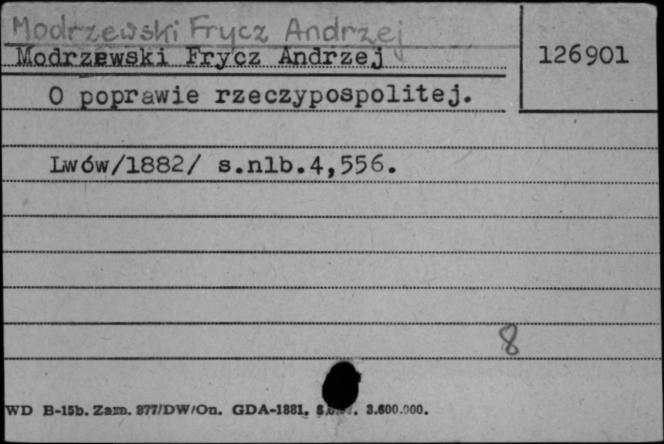 Modrzewski Frycz Andrzej
Modrzewski Frycz Andrzej
126901
O poprawie rzeczypospolitej.
Lwów/1882/ s.nlb.4,556.
8
WD B-15b. Zam. 877/DW/On. GDA-1881. 3.600.000.